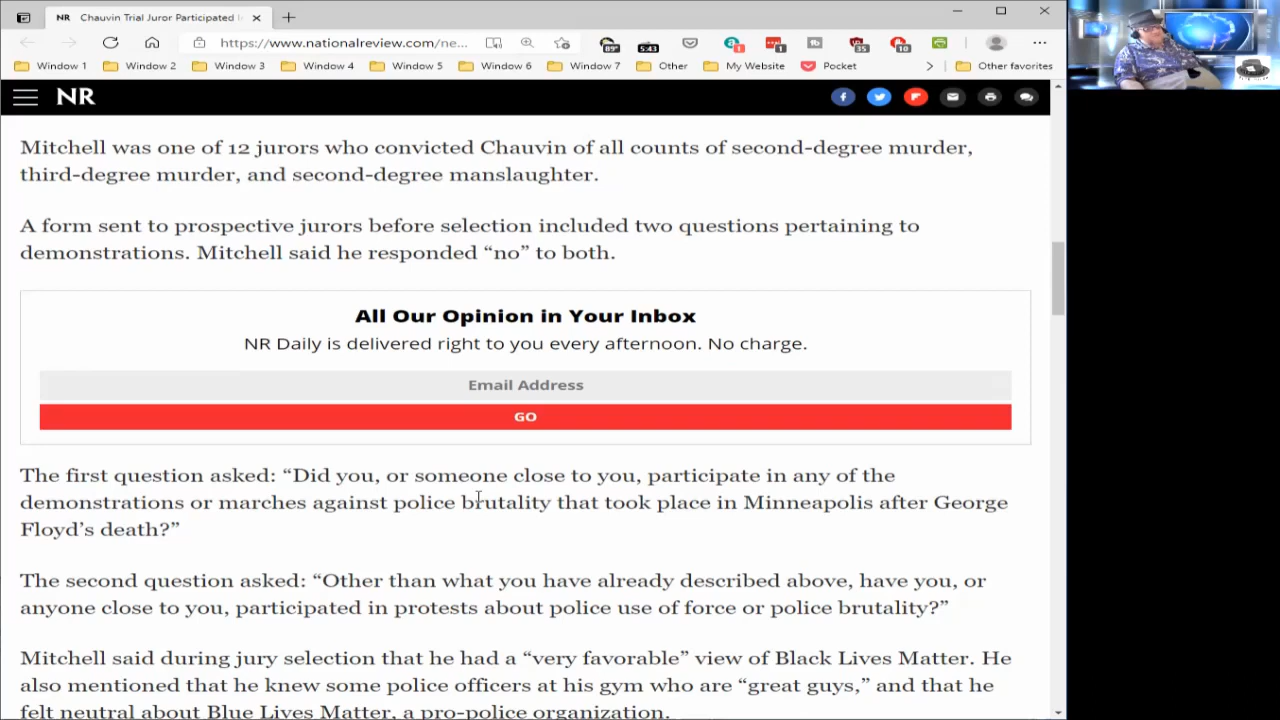 NR Chauvin Trial Juror Participated I
https://www.nationalreview.com/ne...
89°
5:43
1
1
35
10
Window 1 Window 2 Window 3 Window 4 Window 5 Window 6 Window 7 Other My Website Pocket Other favorites
NR
Mitchell was one of 12 jurors who convicted Chauvin of all counts of second-degree murder,
third-degree murder, and second-degree manslaughter.
A form sent to prospective jurors before selection included two questions pertaining to
demonstrations. Mitchell said he responded “no” to both.
All Our Opinion in Your Inbox
NR Daily is delivered right to you every afternoon. No charge.
Email Address
GO
The first question asked: “Did you, or someone close to you, participate in any of the
demonstrations or marches against police brutality that took place in Minneapolis after George
Floyd’s death?”
The second question asked: “Other than what you have already described above, have you, or
anyone close to you, participated in protests about police use of force or police brutality?”
Mitchell said during jury selection that he had a “very favorable” view of Black Lives Matter. He
also mentioned that he knew some police officers at his gym who are “great guys,” and that he
felt neutral about Blue Lives Matter, a pro-police organization.